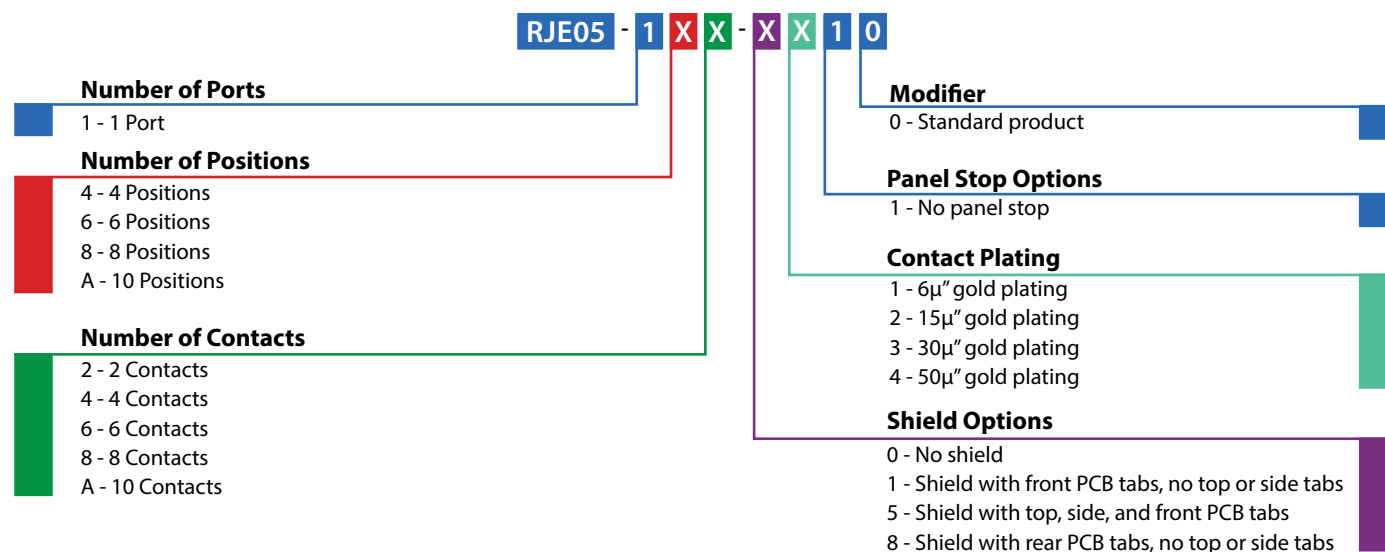 RJE05 - 1 X X - X X 1 0
Number of Ports
1 - 1 Port
Number of Positions
4 - 4 Positions
6 - 6 Positions
8 - 8 Positions
A - 10 Positions
Number of Contacts
2 - 2 Contacts
4 - 4 Contacts
6 - 6 Contacts
8 - 8 Contacts
A - 10 Contacts
Modifier
0 - Standard product
Panel Stop Options
1 - No panel stop
Contact Plating
1 - 6µ” gold plating
2 - 15µ” gold plating
3 - 30µ” gold plating
4 - 50µ” gold plating
Shield Options
0 - No shield
1 - Shield with front PCB tabs, no top or side tabs
5 - Shield with top, side, and front PCB tabs
8 - Shield with rear PCB tabs, no top or side tabs